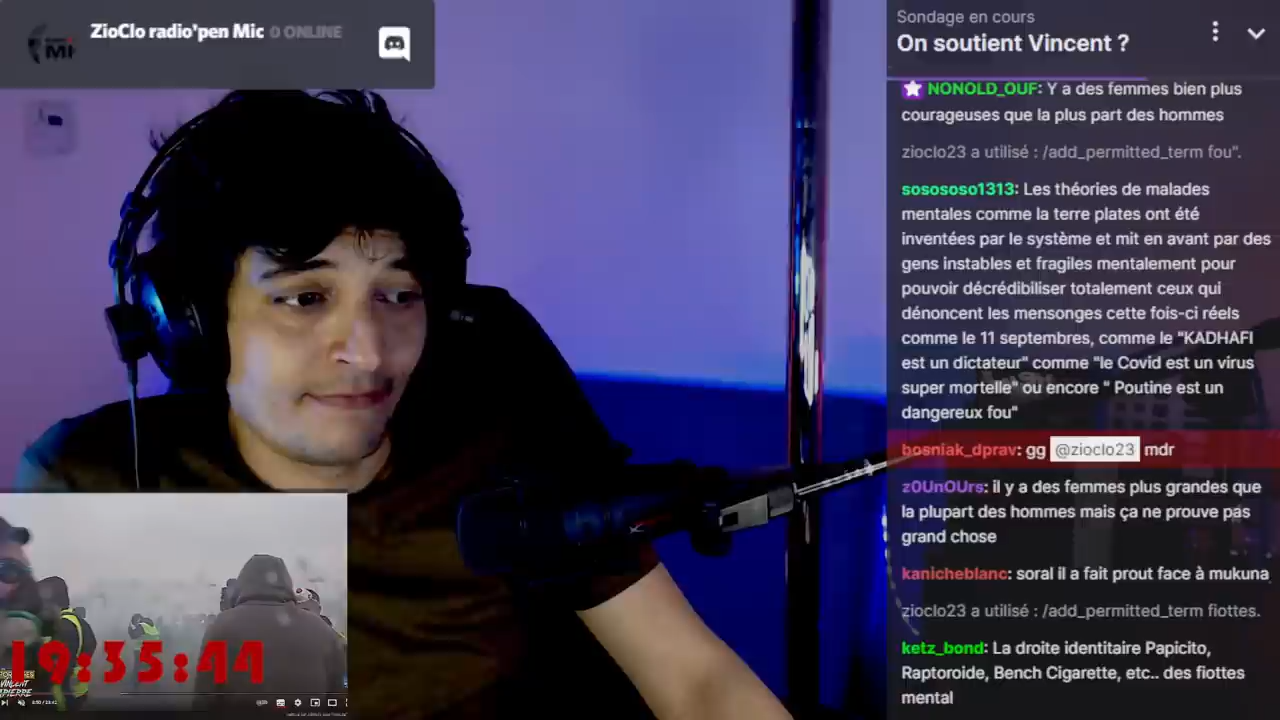 ZioClo radio'pen Mic 0 ONLINE
MI
Sondage en cours
On soutient Vincent ?
NONOLD_OUF: Y a des femmes bien plus
courageuses que la plus part des hommes
zioclo23 a utilisé : /add_permitted_term fou".
sosososo1313: Les théories de malades
mentales comme la terre plates ont été
inventées par le système et mit en avant par des
gens instables et fragiles mentalement pour
pouvoir décrédibiliser totalement ceux qui
dénoncent les mensonges cette fois-ci réels
comme le 11 septembres, comme le "KADHAFI
est un dictateur" comme "le Covid est un virus
super mortelle" ou encore " Poutine est un
dangereux fou"
bosniak_dprav: gg @zioclo23 mdr
z0UnOUrs: il y a des femmes plus grandes que
la plupart des hommes mais ça ne prouve pas
grand chose
kanicheblanc: soral il a fait prout face à mukuna
zioclo23 a utilisé : /add_permitted_term fiottes.
ketz_bond: La droite identitaire Papicito,
Raptoroide, Bench Cigarette, etc.. des fiottes
mental
19:35:44
VINCENT